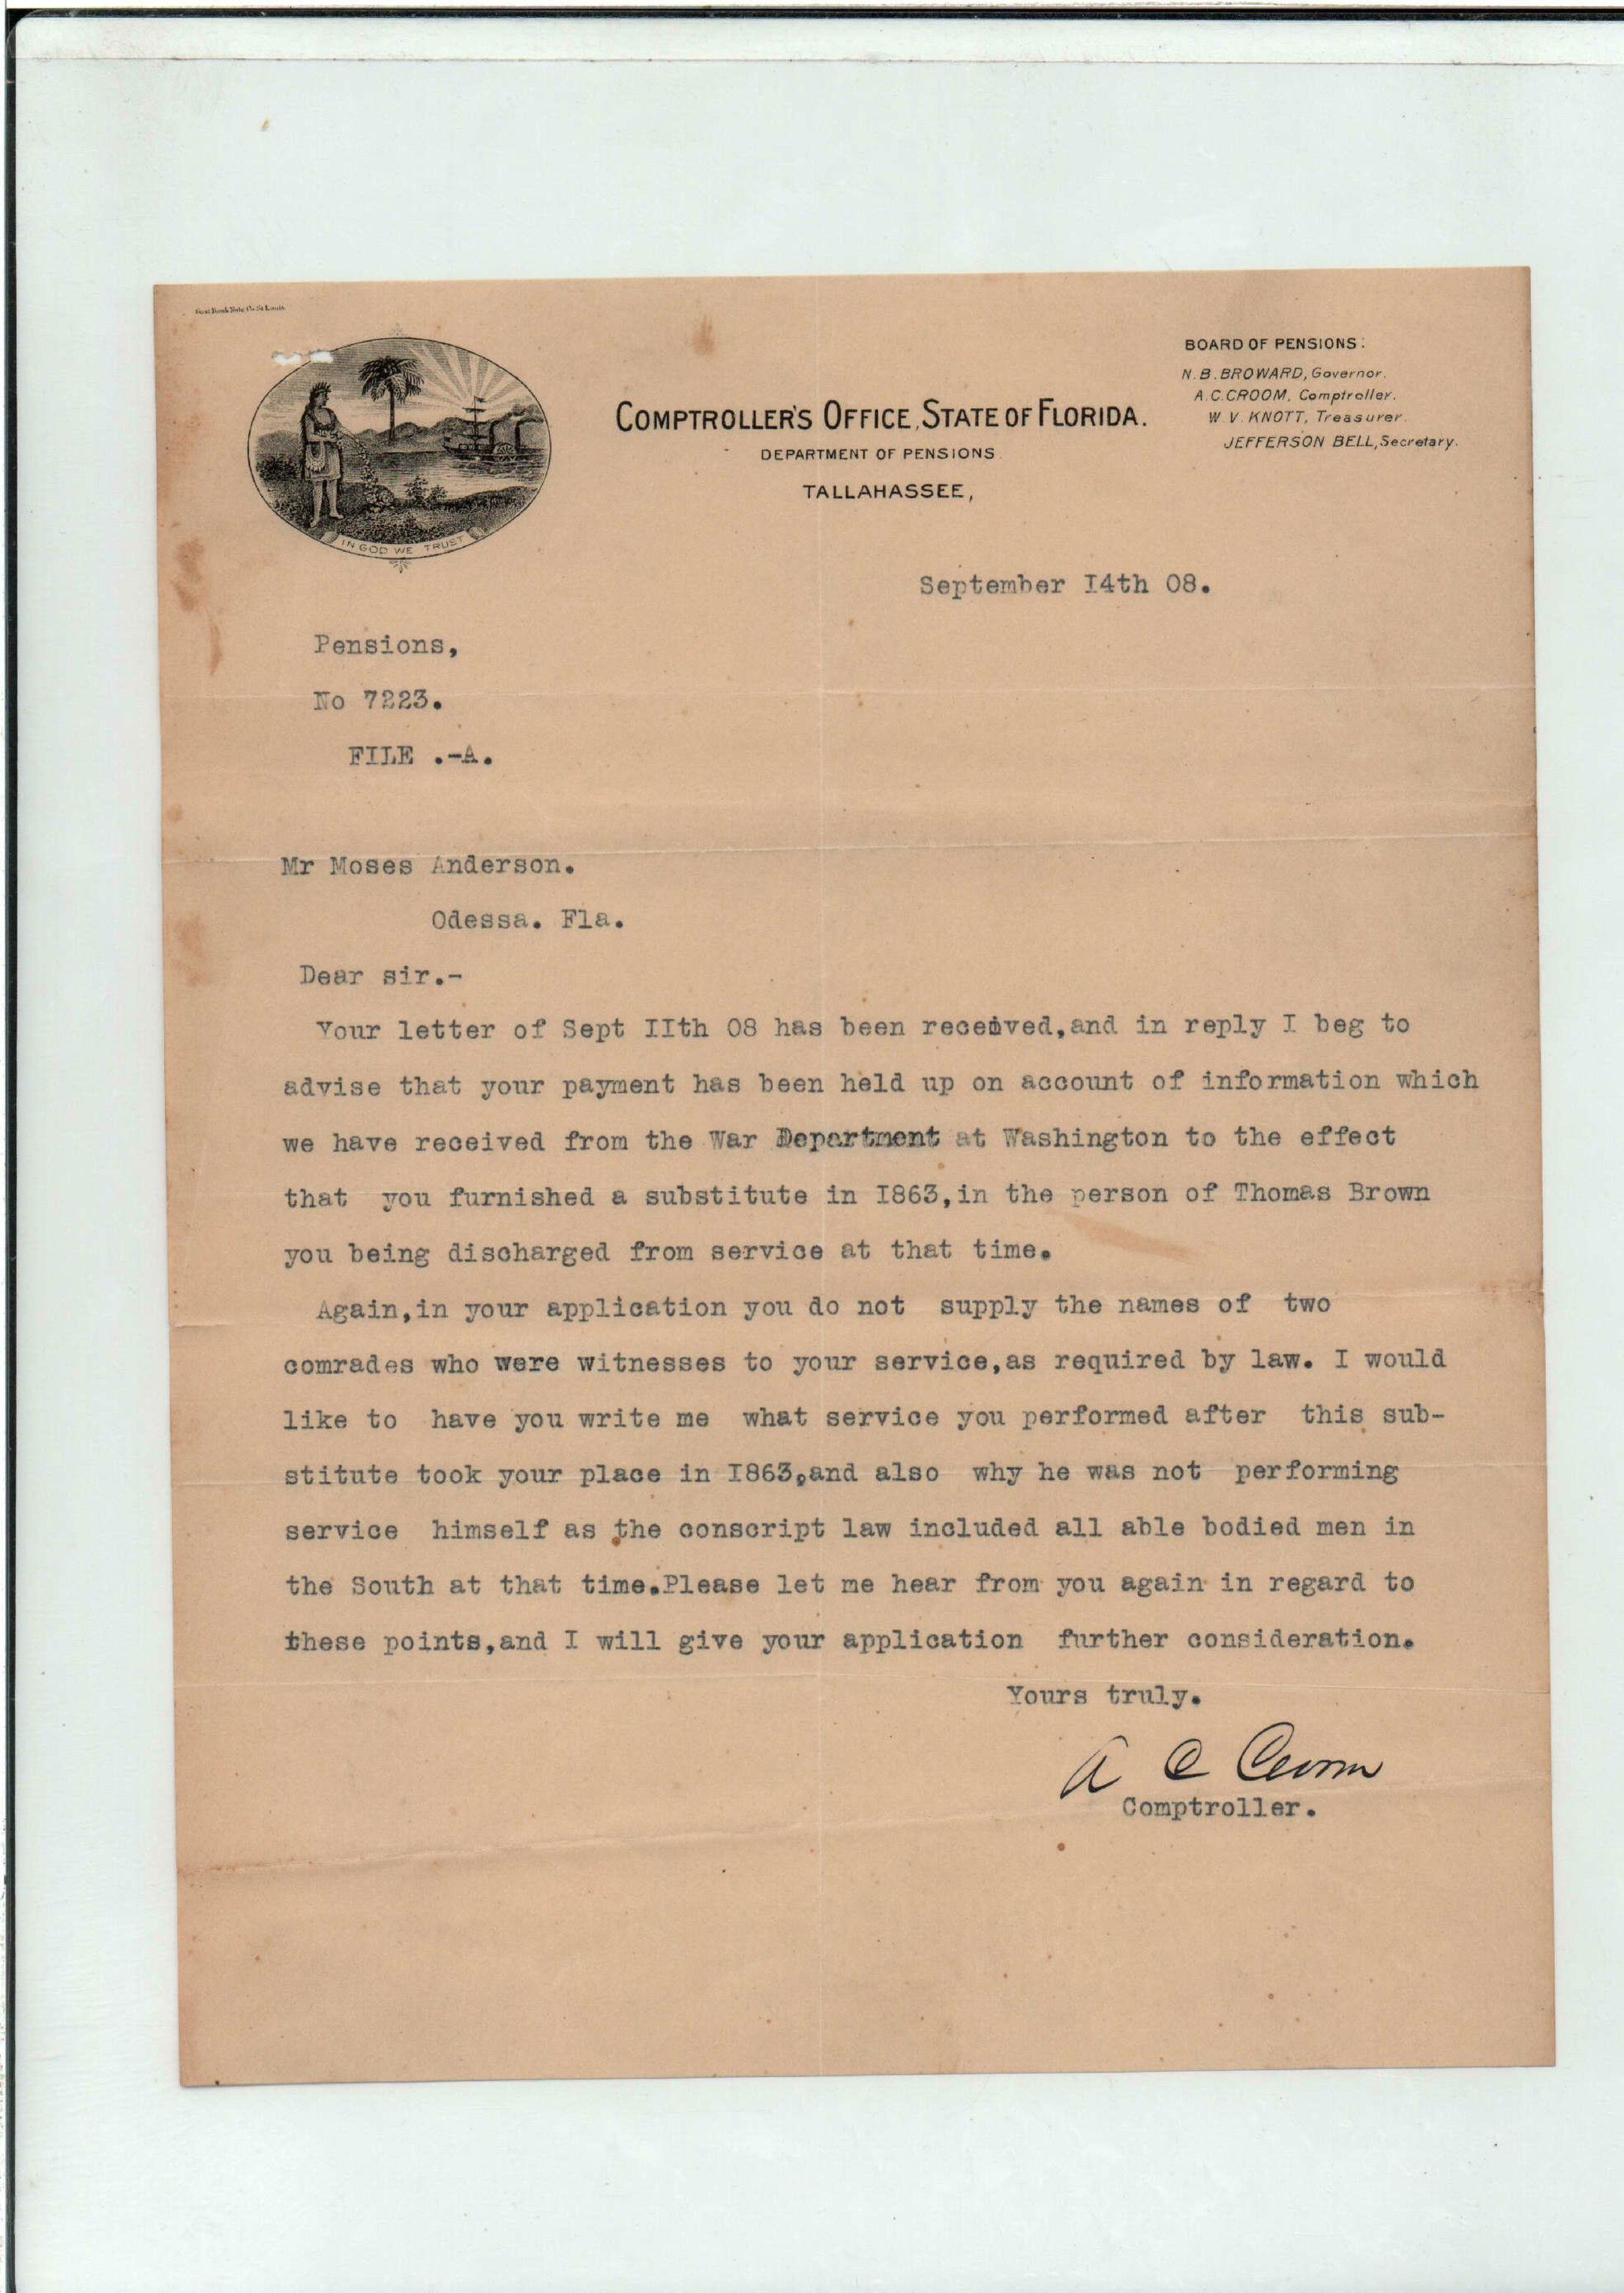 IN GOD WE TRUST
COMPTROLLER'S OFFICE, STATE OF FLORIDA.
DEPARTMENT OF PENSIONS
TALLAHASSEE,
BOARD OF PENSIONS:
N. B. BROWARD, Governor.
A. C. CROOM, Comptroller.
W. V. KNOTT, Treasurer.
JEFFERSON BELL, Secretary.
September I4th 08.
Pensions,
No 7223.
FILE .-A.
Mr Moses Anderson.
Odessa. Fla.
Dear sir.-
Your letter of Sept IIth 08 has been received,and in reply I beg to
advise that your payment has been held up on account of information which
we have received from the War Department at Washington to the effect
that you furnished a substitute in I863,in the person of Thomas Brown
you being discharged from service at that time.
Again,in your application you do not supply the names of two
comrades who were witnesses to your service,as required by law. I would
like to have you write me what service you performed after this sub-
stitute took your place in I863,and also why he was not performing
service himself as the conscript law included all able bodied men in
the South at that time.Please let me hear from you again in regard to
these points,and I will give your application further consideration.
Yours truly.
A C Croom
Comptroller.